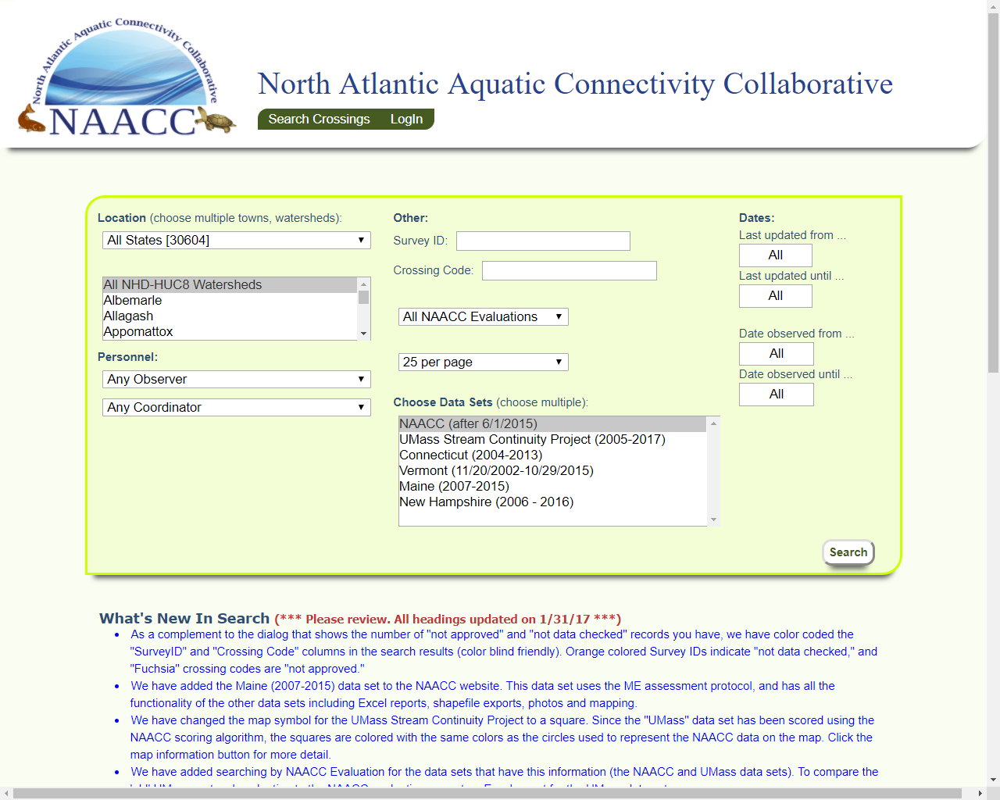 North Atlantic Aquatic Connectivity Collaborative
NAACC
North Atlantic Aquatic Connectivity Collaborative
Search Crossings LogIn
Location (choose multiple towns, watersheds):
All States [30604]
All NHD-HUC8 Watersheds
Albemarle
Allagash
Appomattox
Personnel:
Any Observer
Any Coordinator
Other:
Survey ID:
Crossing Code:
All NAACC Evaluations
25 per page
Choose Data Sets (choose multiple):
NAACC (after 6/1/2015)
UMass Stream Continuity Project (2005-2017)
Connecticut (2004-2013)
Vermont (11/20/2002-10/29/2015)
Maine (2007-2015)
New Hampshire (2006 - 2016)
Dates:
Last updated from ...
All
Last updated until ...
All
Date observed from ...
All
Date observed until ...
All
Search
What's New In Search (*** Please review. All headings updated on 1/31/17 ***)
• As a complement to the dialog that shows the number of "not approved" and "not data checked" records you have, we have color coded the
"SurveyID" and "Crossing Code" columns in the search results (color blind friendly). Orange colored Survey IDs indicate "not data checked," and
"Fuchsia" crossing codes are "not approved."
• We have added the Maine (2007-2015) data set to the NAACC website. This data set uses the ME assessment protocol, and has all the
functionality of the other data sets including Excel reports, shapefile exports, photos and mapping.
• We have changed the map symbol for the UMass Stream Continuity Project to a square. Since the "UMass" data set has been scored using the
NAACC scoring algorithm, the squares are colored with the same colors as the circles used to represent the NAACC data on the map. Click the
map information button for more detail.
• We have added searching by NAACC Evaluation for the data sets that have this information (the NAACC and UMass data sets). To compare the